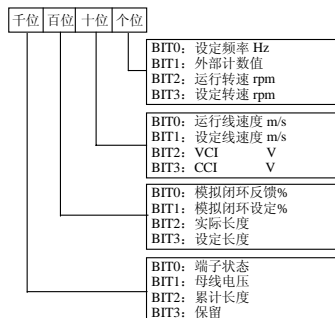 千位 百位 十位 个位
BIT0：设定频率 Hz
BIT1：外部计数值
BIT2：运行转速 rpm
BIT3：设定转速 rpm
BIT0：运行线速度 m/s
BIT1：设定线速度 m/s
BIT2：VCI V
BIT3：CCI V
BIT0：模拟闭环反馈%
BIT1：模拟闭环设定%
BIT2：实际长度
BIT3：设定长度
BIT0：端子状态
BIT1：母线电压
BIT2：累计长度
BIT3：保留